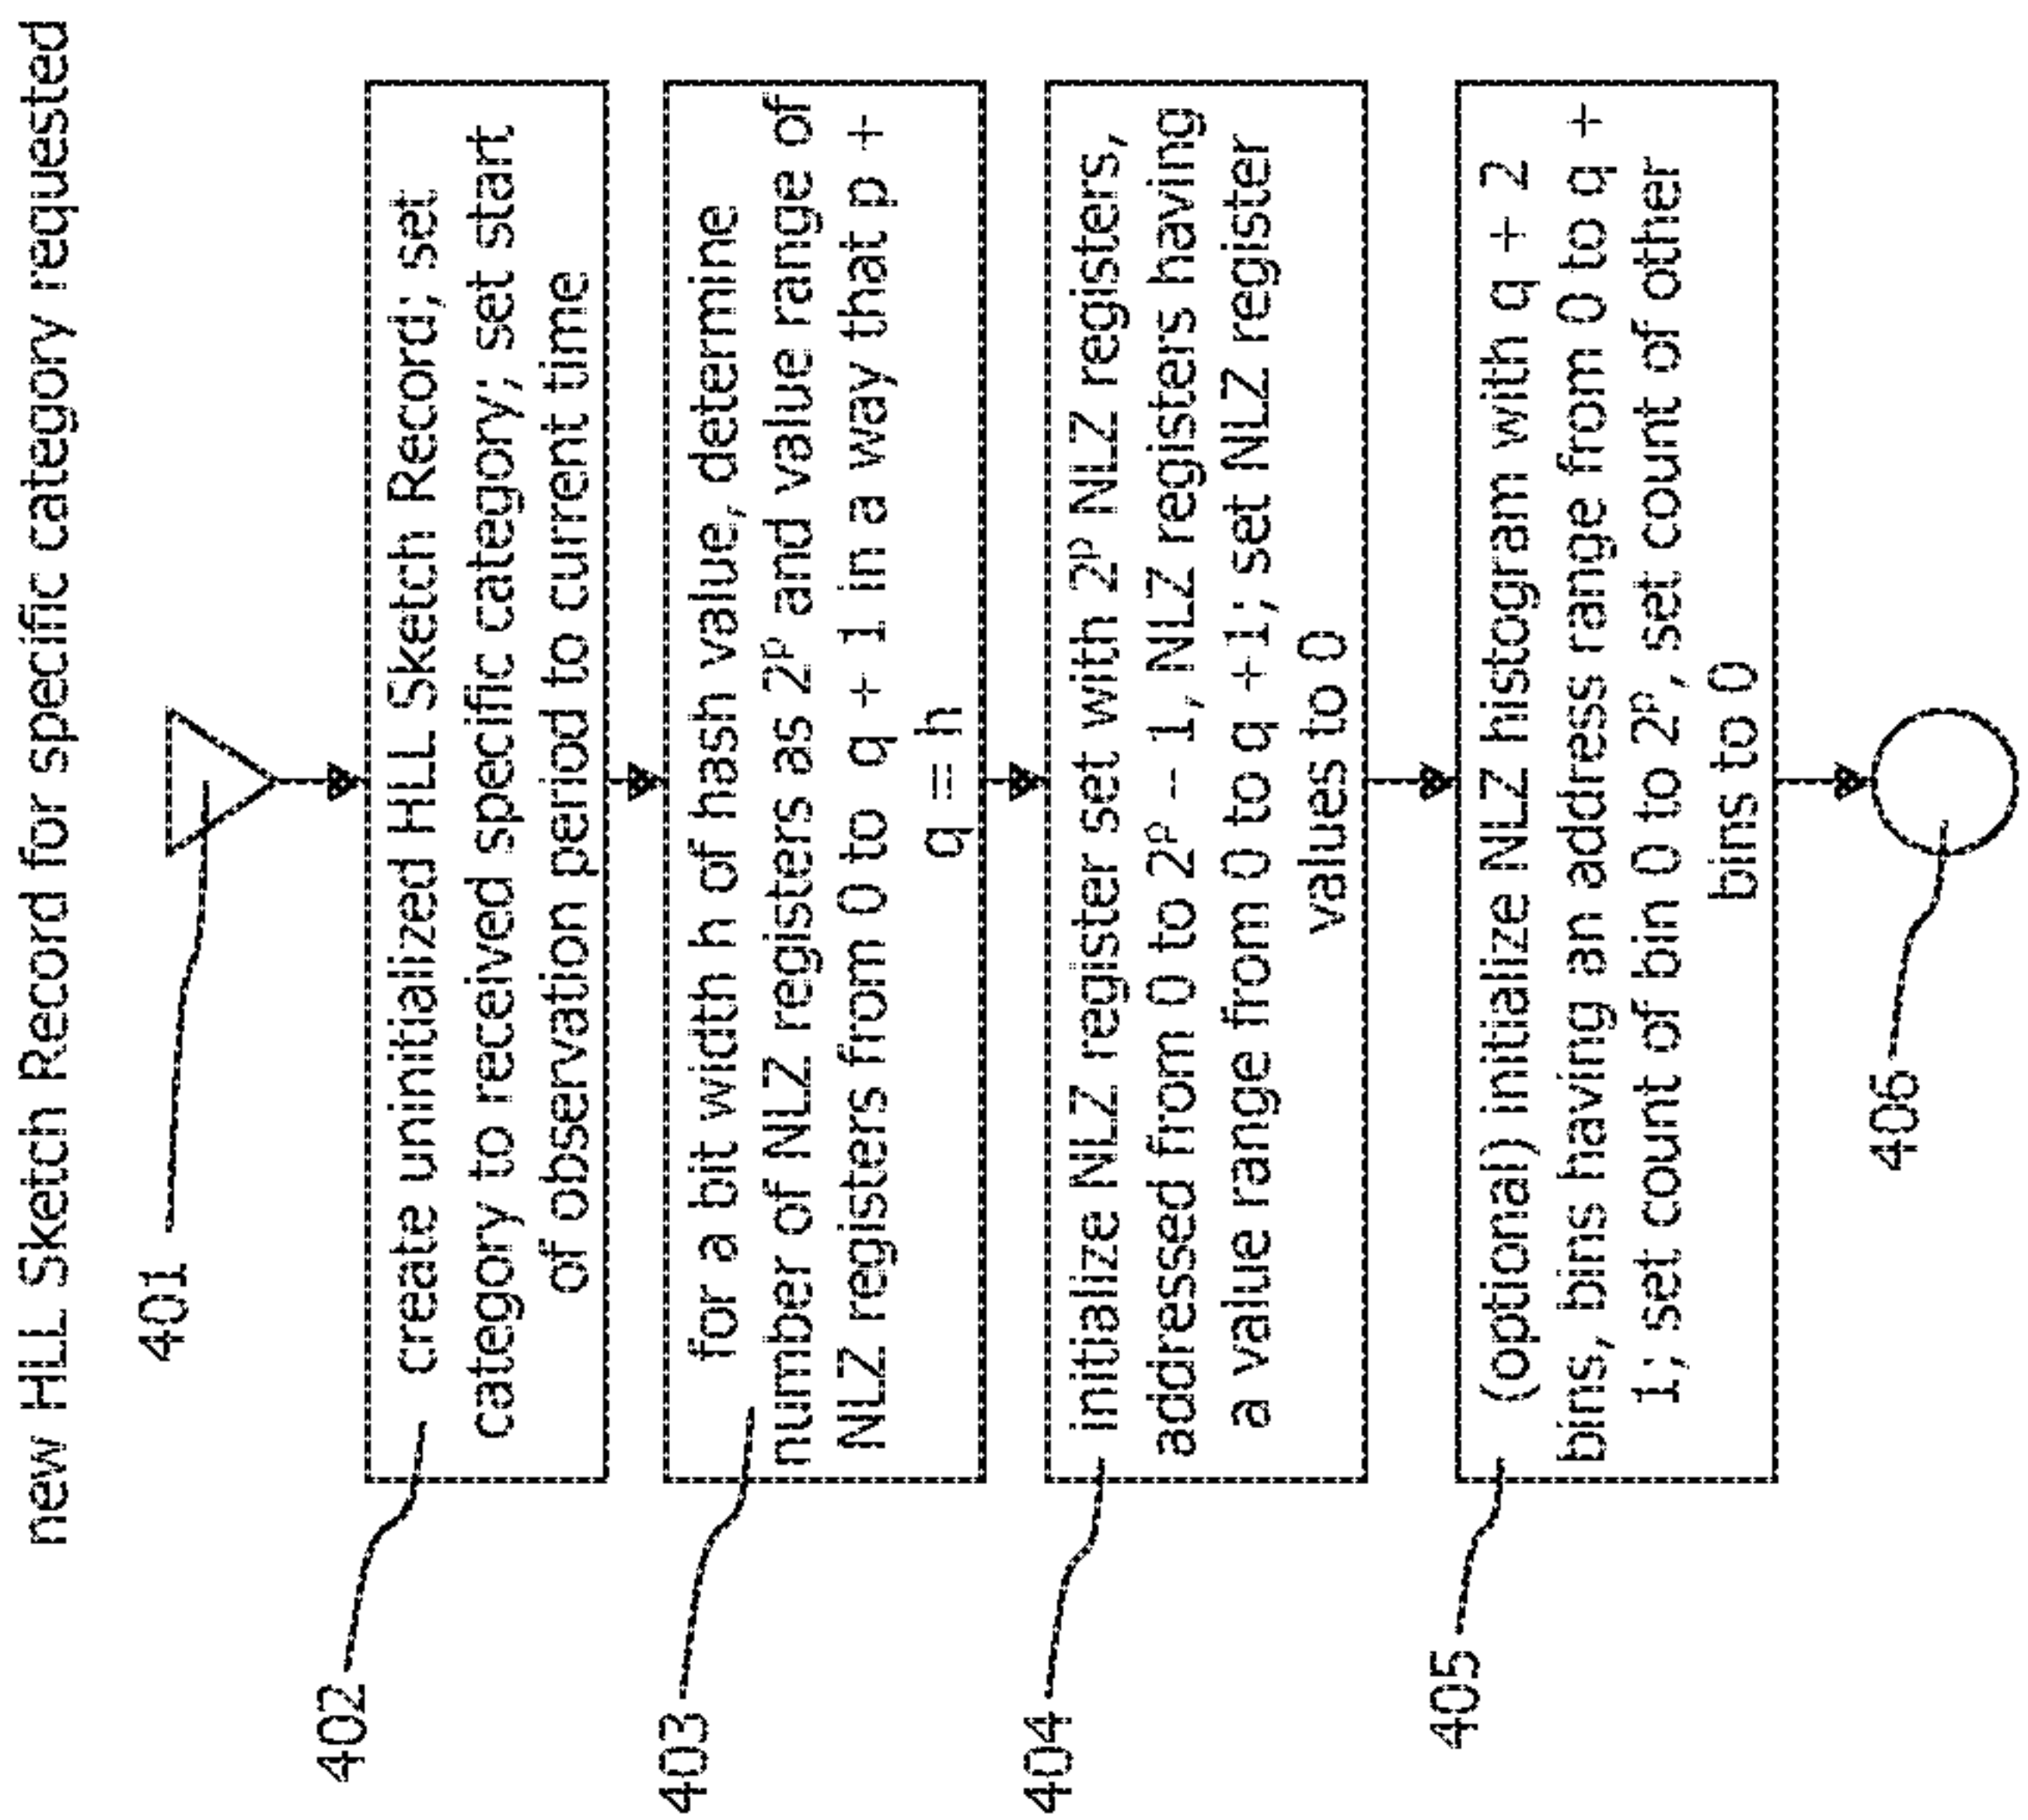 new HLL Sketch Record for specific category requested
401
402
create uninitialized HLL Sketch Record; set
category to received specific category; set start
of observation period to current time
403
for a bit width h of hash value, determine
number of NLZ registers as 2ᵖ and value range of
NLZ registers from 0 to q + 1 in a way that p +
q = h
404
initialize NLZ register set with 2ᵖ NLZ registers,
addressed from 0 to 2ᵖ - 1, NLZ registers having
a value range from 0 to q +1; set NLZ register
values to 0
405
(optional) initialize NLZ histogram with q + 2
bins, bins having an address range from 0 to q +
1; set count of bin 0 to 2ᵖ, set count of other
bins to 0
406